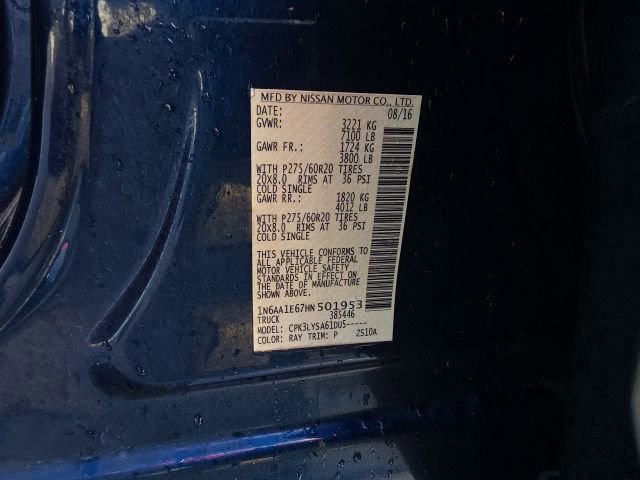 MFD BY NISSAN MOTOR CO., LTD.
DATE: 08/16
GVWR: 3221 KG
7100 LB
GAWR FR.: 1724 KG
3800 LB
WITH P275/60R20 TIRES
20X8.0 RIMS AT 36 PSI
COLD SINGLE
GAWR RR.: 1820 KG
4012 LB
WITH P275/60R20 TIRES
20X8.0 RIMS AT 36 PSI
COLD SINGLE
THIS VEHICLE CONFORMS TO
ALL APPLICABLE FEDERAL
MOTOR VEHICLE SAFETY
STANDARDS IN EFFECT ON
THE DATE OF MANUFACTURE
SHOWN ABOVE.
1N6AA1E67HN501953
TRUCK 385446
MODEL: CPK3LYSA61DUS-----
COLOR: RAY TRIM: P ZS10A